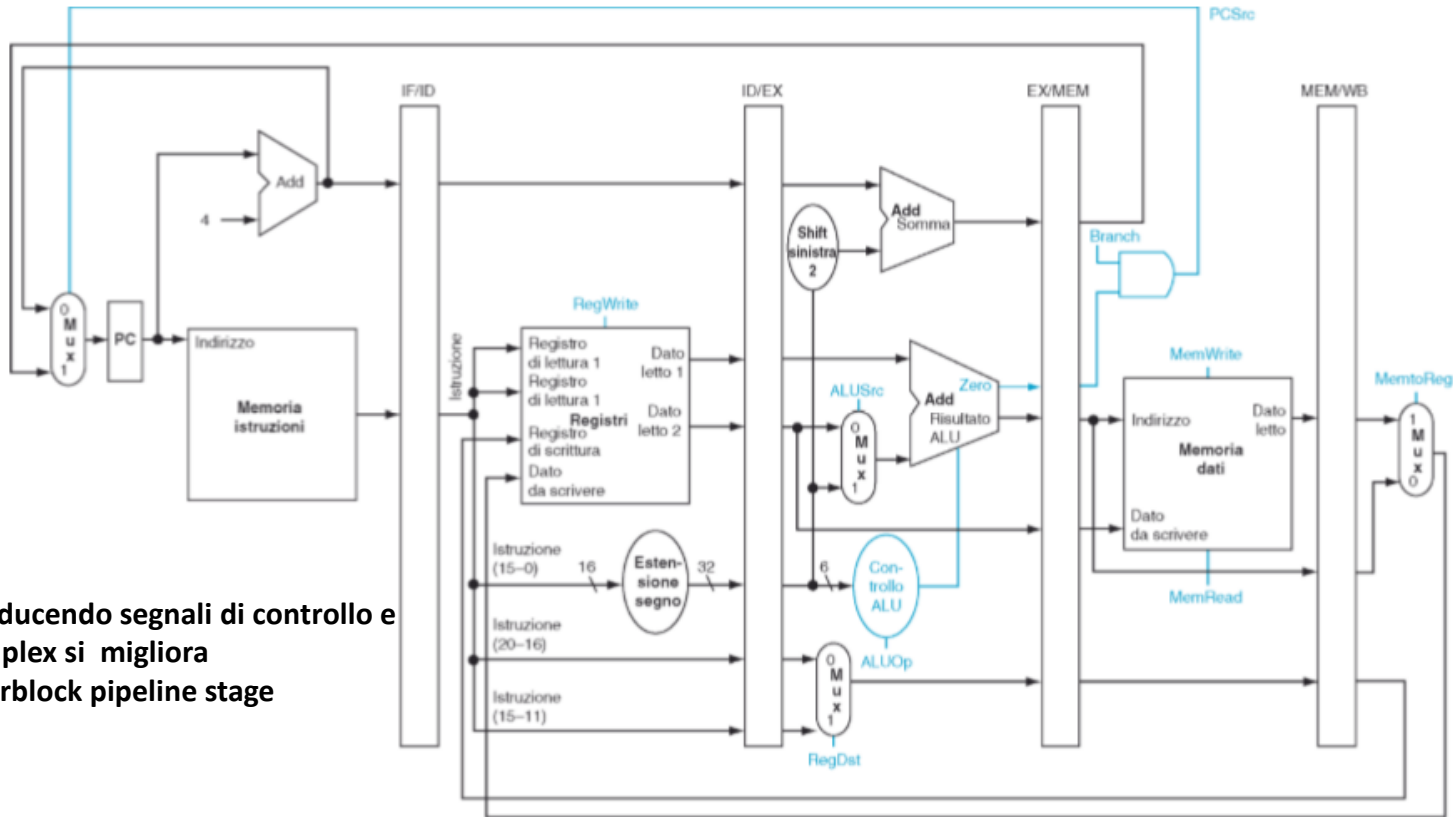 PCSrc
IF/ID
ID/EX
EX/MEM
MEM/WB
Add
4
Add
Somma
Shift
sinistra
2
Branch
0
M
u
x
1
PC
Indirizzo
Memoria
istruzioni
Istruzione
RegWrite
Registro
di lettura 1
Registro
di lettura 1
Registri
Registro
di scrittura
Dato
da scrivere
Dato
letto 1
Dato
letto 2
ALUSrc
0
M
u
x
1
Add
Zero
Risultato
ALU
MemWrite
Indirizzo
Dato
letto
Memoria
dati
Dato
da scrivere
MemRead
MemtoReg
1
M
u
x
0
Istruzione
(15–0)
16
Esten-
sione
segno
32
6
Con-
trollo
ALU
ALUOp
Istruzione
(20–16)
Istruzione
(15–11)
0
M
u
x
1
RegDst
ducendo segnali di controllo e
plex si migliora
rblock pipeline stage